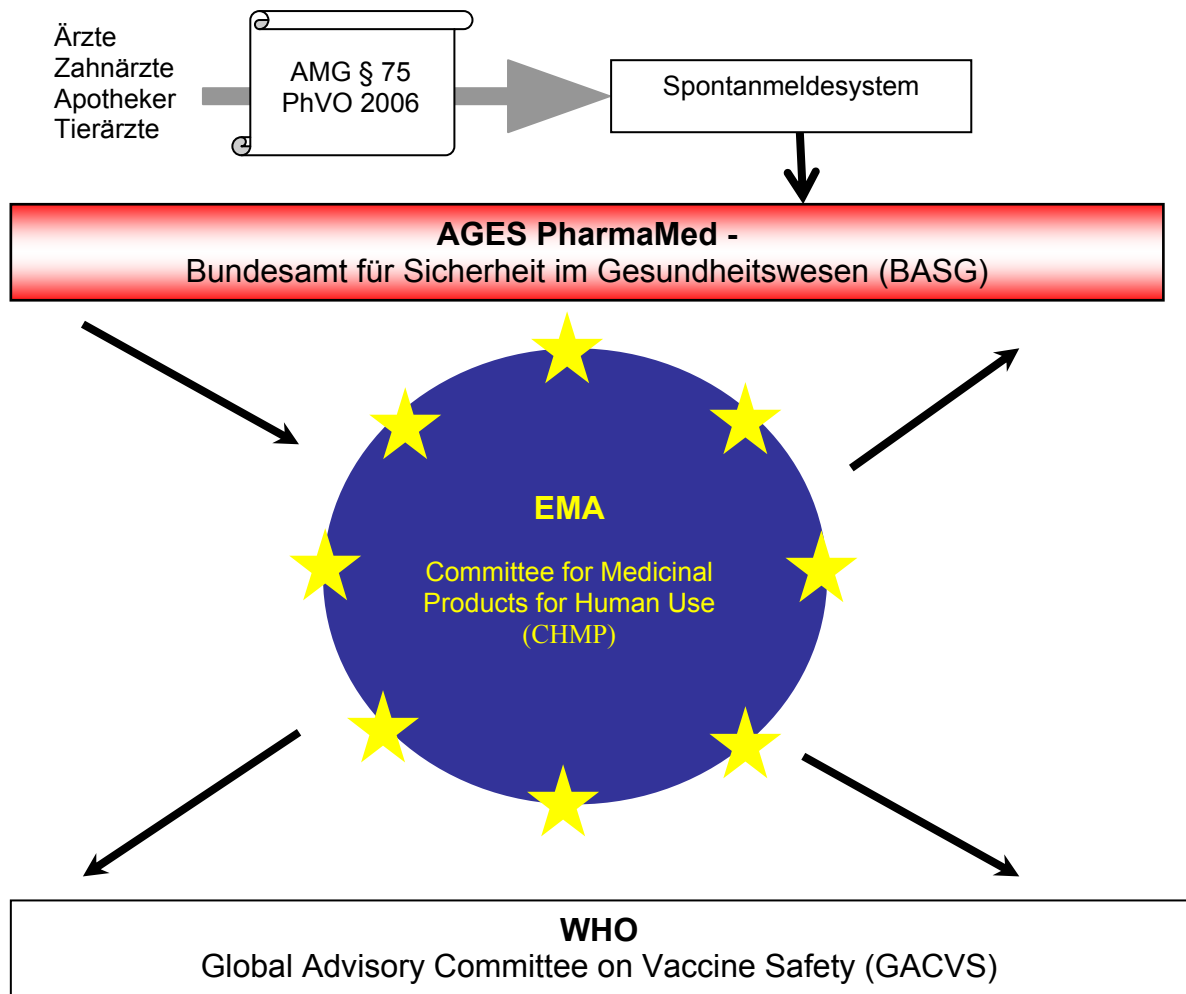 Ärzte
Zahnärzte
Apotheker
Tierärzte
AMG § 75
PhVO 2006
Spontanmeldesystem
AGES PharmaMed -
Bundesamt für Sicherheit im Gesundheitswesen (BASG)
EMA
Committee for Medicinal
Products for Human Use
(CHMP)
WHO
Global Advisory Committee on Vaccine Safety (GACVS)